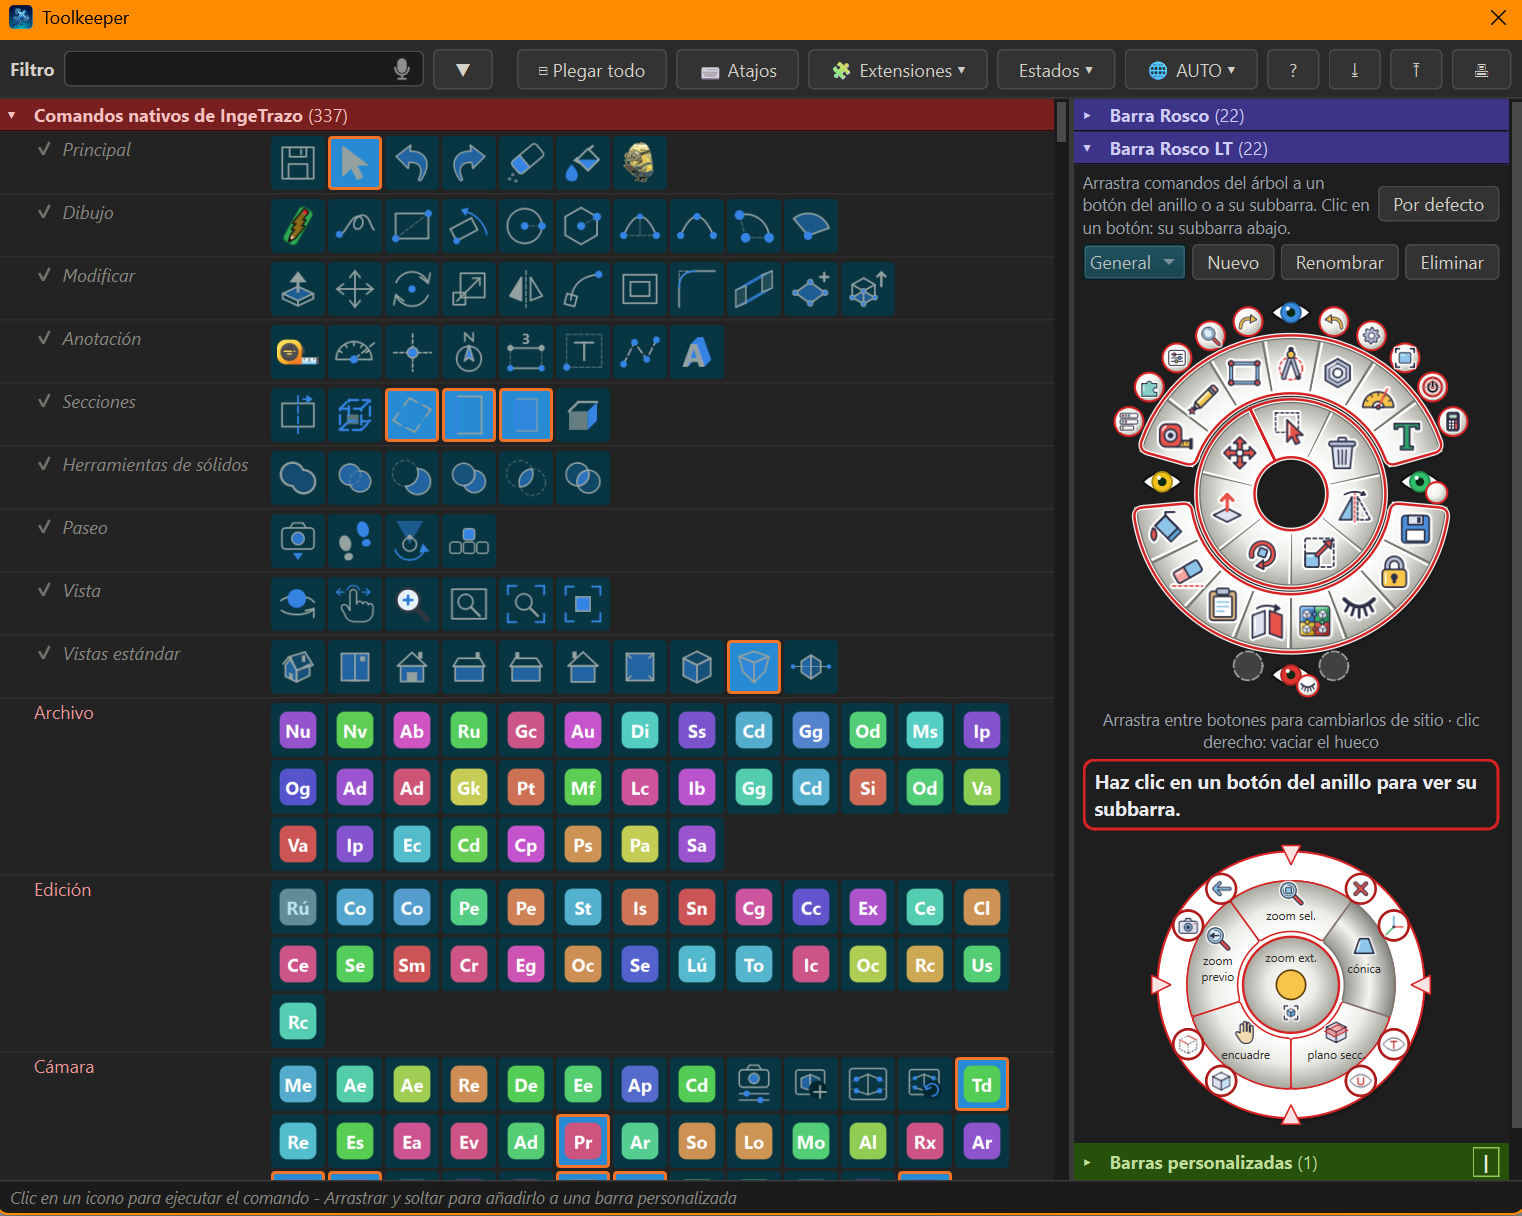 Toolkeeper
Filtro
Plegar todo
Atajos
Extensiones
Estados
AUTO
?
Comandos nativos de IngeTrazo (337)
Principal
Dibujo
Modificar
Anotación
N
3
T
A
Secciones
Herramientas de sólidos
Paseo
Vista
Vistas estándar
Archivo
Nu Nv Ab Ru Gc Au Di Ss Cd Gg Od Ms Ip
Og Ad Ad Gk Pt Mf Lc Ib Gg Cd Si Od Va
Va Ip Ec Cd Cp Ps Pa Sa
Edición
Rú Co Co Pe Pe St Is Sn Cg Cc Ex Ce Cl
Ce Se Sm Cr Eg Oc Se Lú To Ic Oc Rc Us
Rc
Cámara
Me Ae Ae Re De Ee Ap Cd Td
Re Es Ea Ev Ad Pr Ar So Lo Mo Al Rx Ar
Barra Rosco (22)
Barra Rosco LT (22)
Arrastra comandos del árbol a un
botón del anillo o a su subbarra. Clic en
un botón: su subbarra abajo.
Por defecto
General
Nuevo
Renombrar
Eliminar
T
Arrastra entre botones para cambiarlos de sitio · clic
derecho: vaciar el hueco
Haz clic en un botón del anillo para ver su
subbarra.
zoom sel.
zoom
previo
zoom ext.
cónica
encuadre
plano secc.
T
U
Barras personalizadas (1)
Clic en un icono para ejecutar el comando - Arrastrar y soltar para añadirlo a una barra personalizada